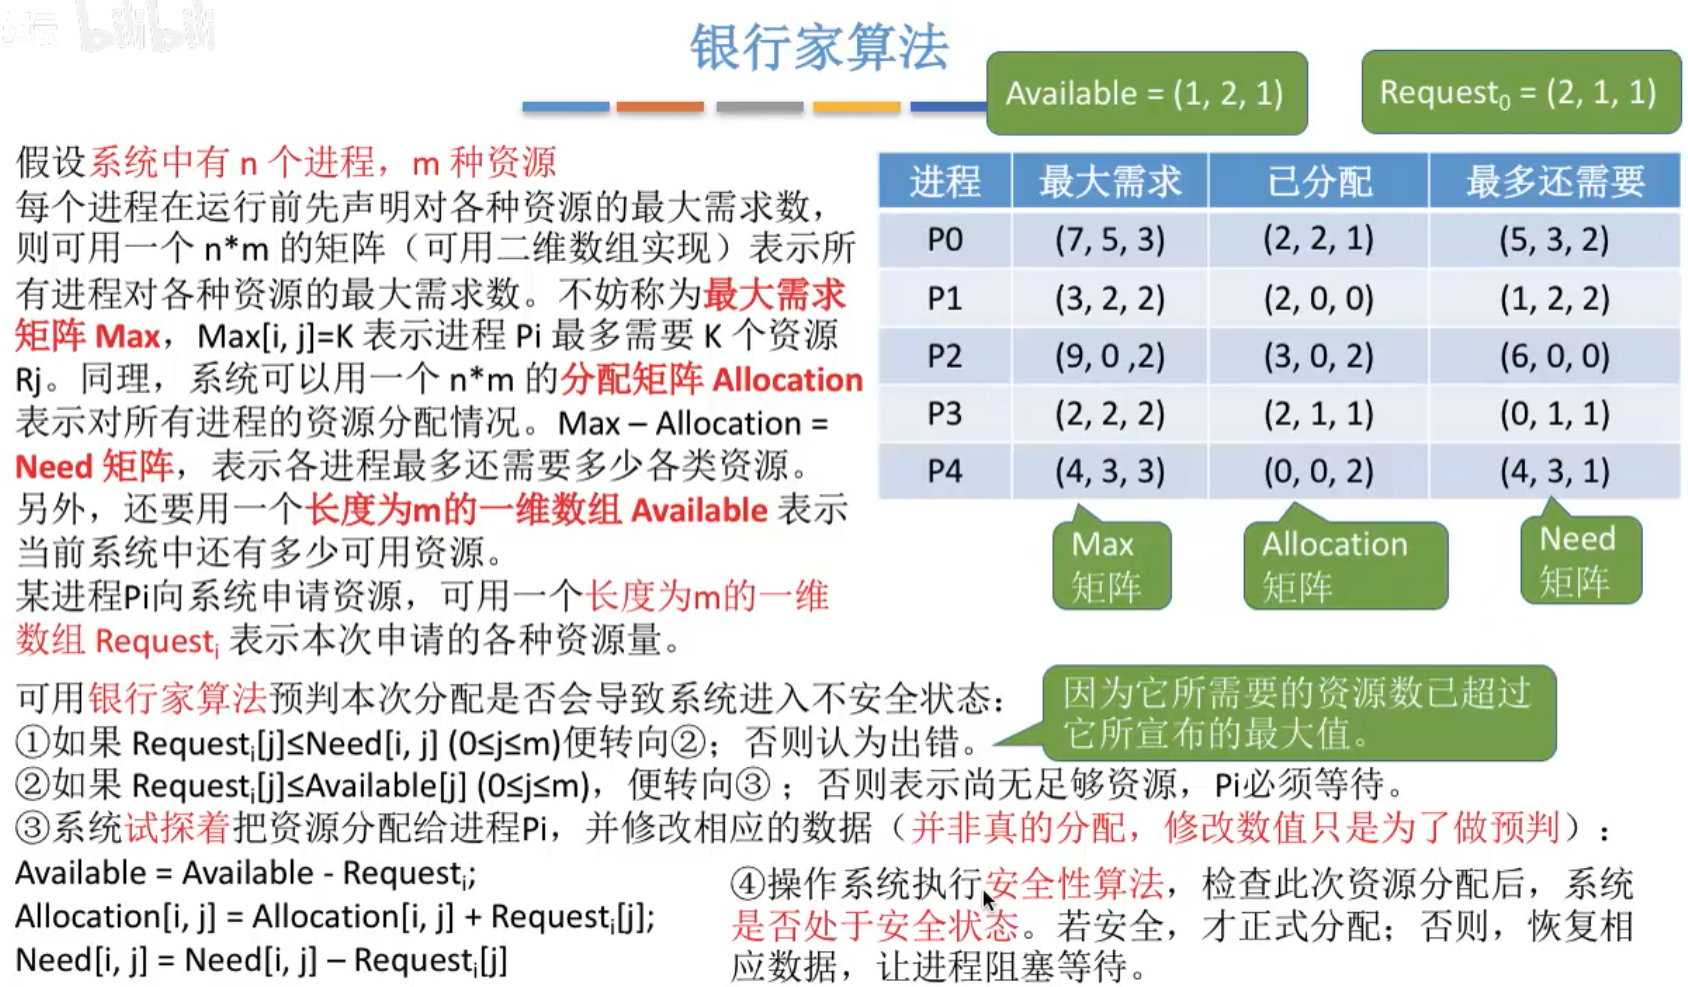 bilibili
银行家算法
Available = (1, 2, 1)
Request0 = (2, 1, 1)
假设系统中有 n 个进程，m 种资源
每个进程在运行前先声明对各种资源的最大需求数，
则可用一个 n*m 的矩阵（可用二维数组实现）表示所
有进程对各种资源的最大需求数。不妨称为最大需求
矩阵 Max，Max[i, j]=K 表示进程 Pi 最多需要 K 个资源
Rj。同理，系统可以用一个 n*m 的分配矩阵 Allocation
表示对所有进程的资源分配情况。Max – Allocation =
Need 矩阵，表示各进程最多还需要多少各类资源。
另外，还要用一个长度为m的一维数组 Available 表示
当前系统中还有多少可用资源。
某进程Pi向系统申请资源，可用一个长度为m的一维
数组 Requesti 表示本次申请的各种资源量。
进程 最大需求 已分配 最多还需要
P0 (7, 5, 3) (2, 2, 1) (5, 3, 2)
P1 (3, 2, 2) (2, 0, 0) (1, 2, 2)
P2 (9, 0 ,2) (3, 0, 2) (6, 0, 0)
P3 (2, 2, 2) (2, 1, 1) (0, 1, 1)
P4 (4, 3, 3) (0, 0, 2) (4, 3, 1)
Max
矩阵
Allocation
矩阵
Need
矩阵
可用银行家算法预判本次分配是否会导致系统进入不安全状态：
①如果 Requesti[j]≤Need[i, j] (0≤j≤m)便转向②；否则认为出错。
因为它所需要的资源数已超过
它所宣布的最大值。
②如果 Requesti[j]≤Available[j] (0≤j≤m)，便转向③；否则表示尚无足够资源，Pi必须等待。
③系统试探着把资源分配给进程Pi，并修改相应的数据（并非真的分配，修改数值只是为了做预判）：
Available = Available - Requesti;
Allocation[i, j] = Allocation[i, j] + Requesti[j];
Need[i, j] = Need[i, j] – Requesti[j]
④操作系统执行安全性算法，检查此次资源分配后，系统
是否处于安全状态。若安全，才正式分配；否则，恢复相
应数据，让进程阻塞等待。